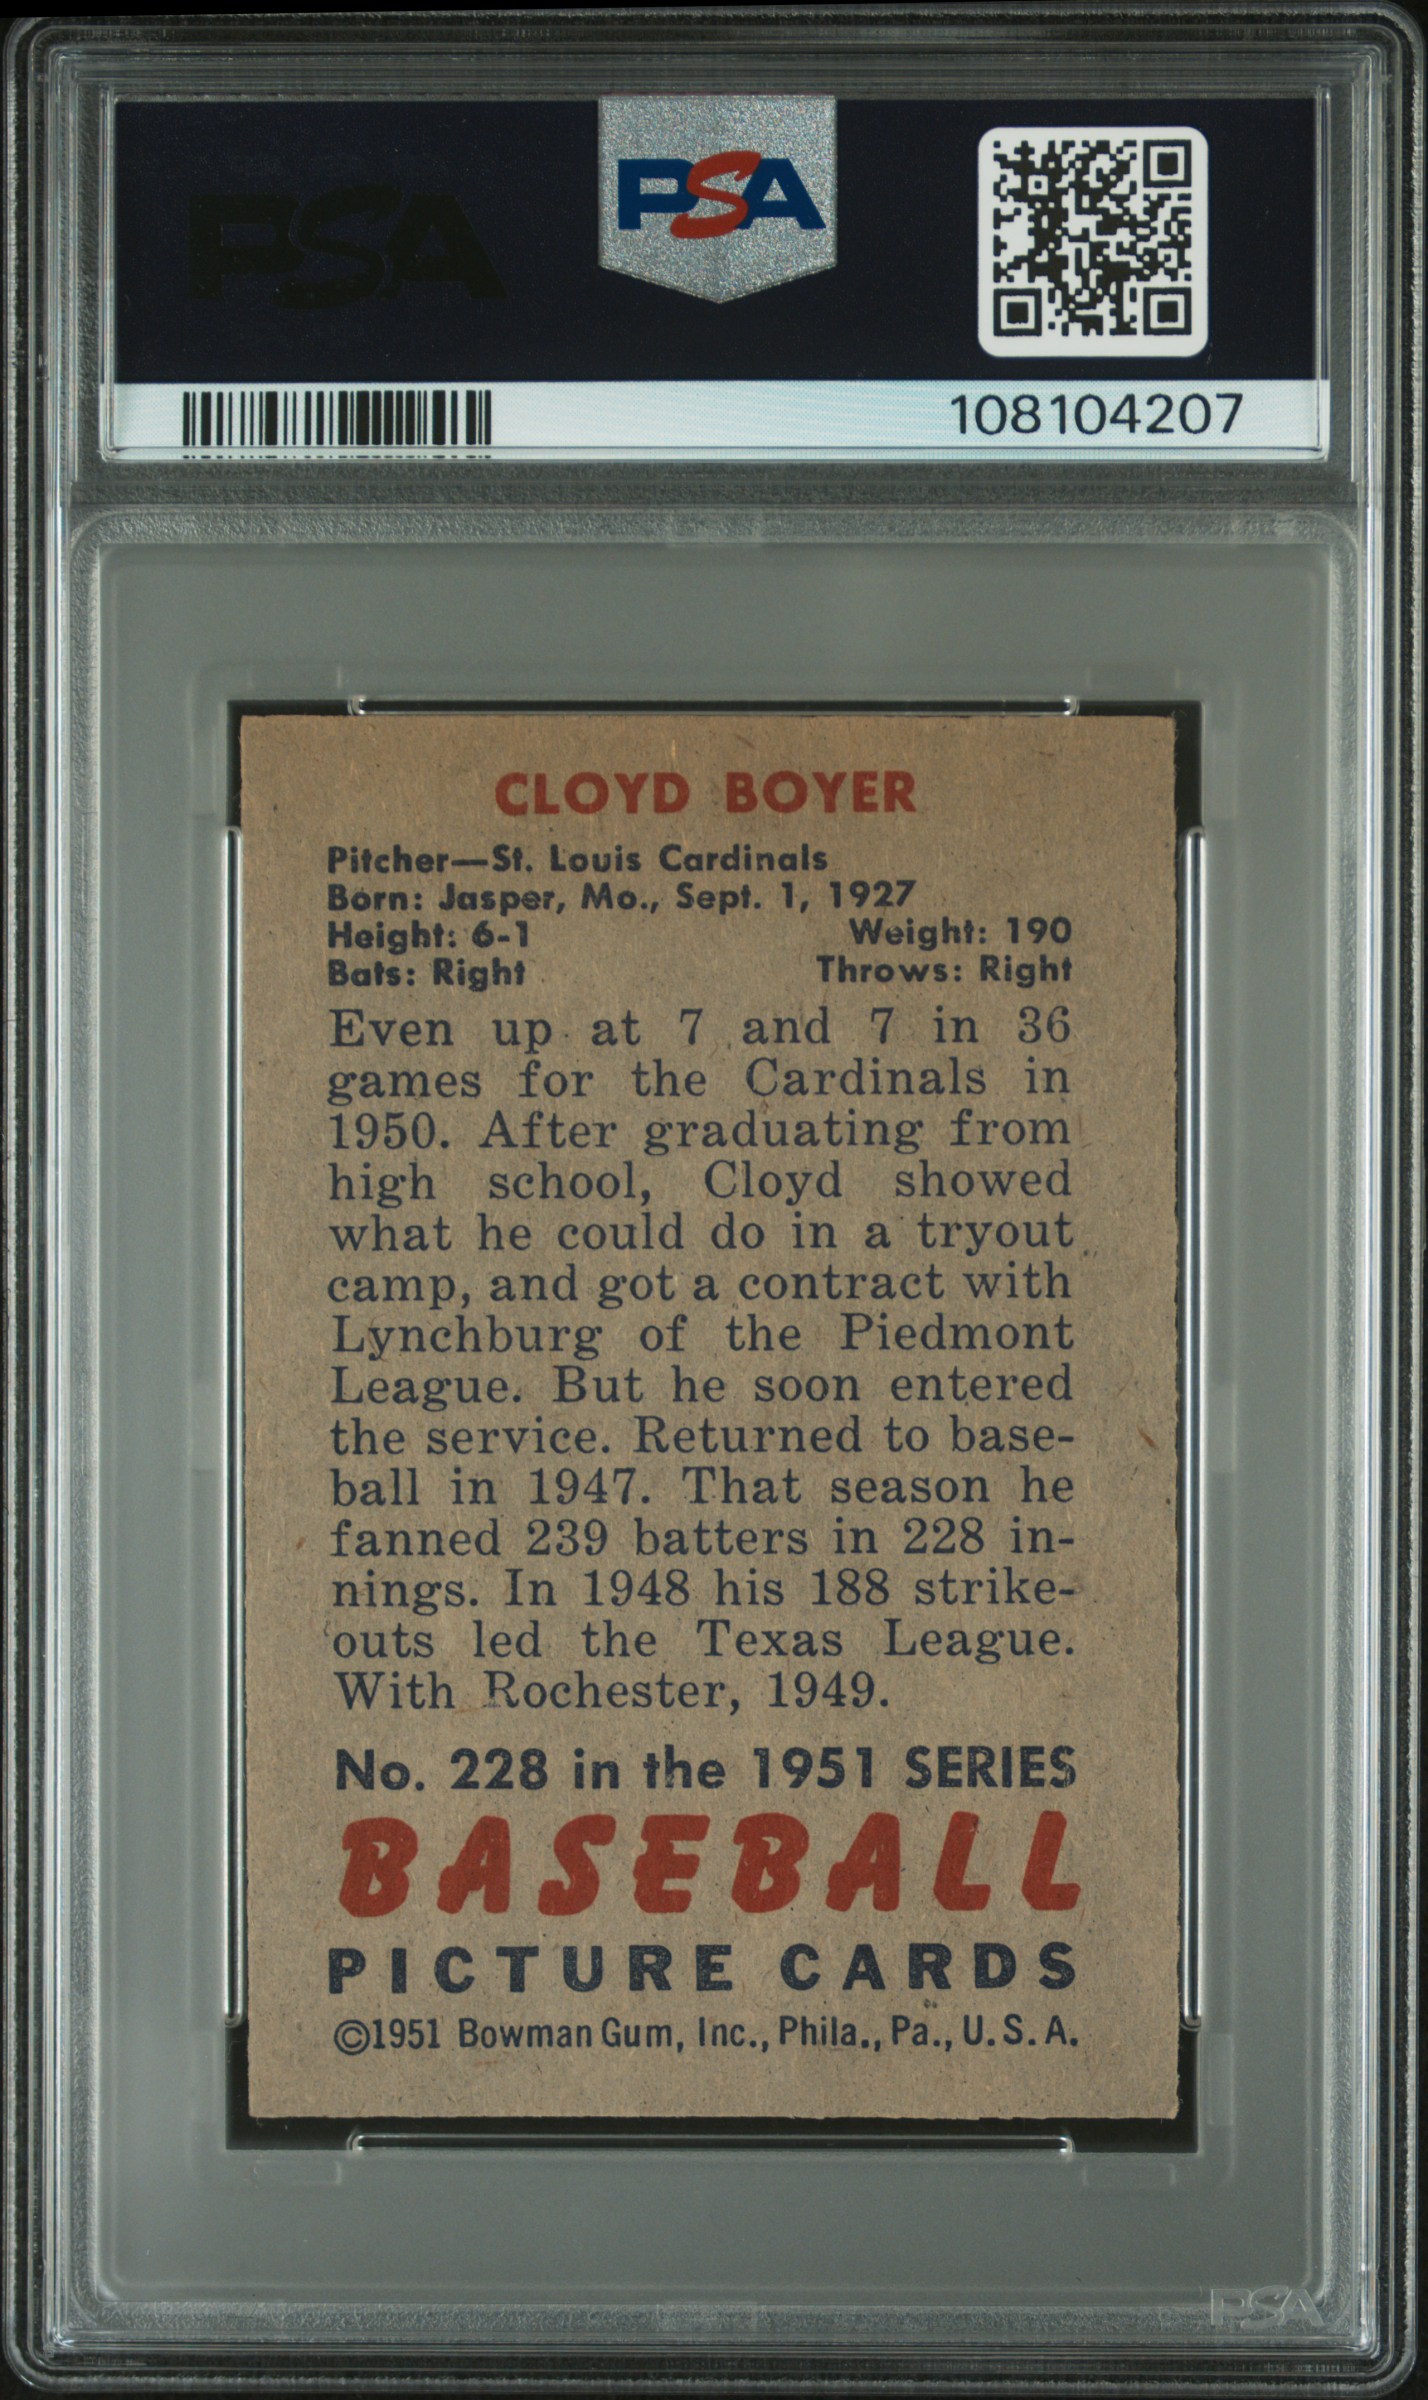 PSA
PSA
108104207
CLOYD BOYER
Pitcher—St. Louis Cardinals
Born: Jasper, Mo., Sept. 1, 1927
Height: 6-1 Weight: 190
Bats: Right Throws: Right
Even up at 7 and 7 in 36
games for the Cardinals in
1950. After graduating from
high school, Cloyd showed
what he could do in a tryout
camp, and got a contract with
Lynchburg of the Piedmont
League. But he soon entered
the service. Returned to base-
ball in 1947. That season he
fanned 239 batters in 228 in-
nings. In 1948 his 188 strike-
outs led the Texas League.
With Rochester, 1949.
No. 228 in the 1951 SERIES
BASEBALL
PICTURE CARDS
©1951 Bowman Gum, Inc., Phila., Pa., U.S.A.
PSA